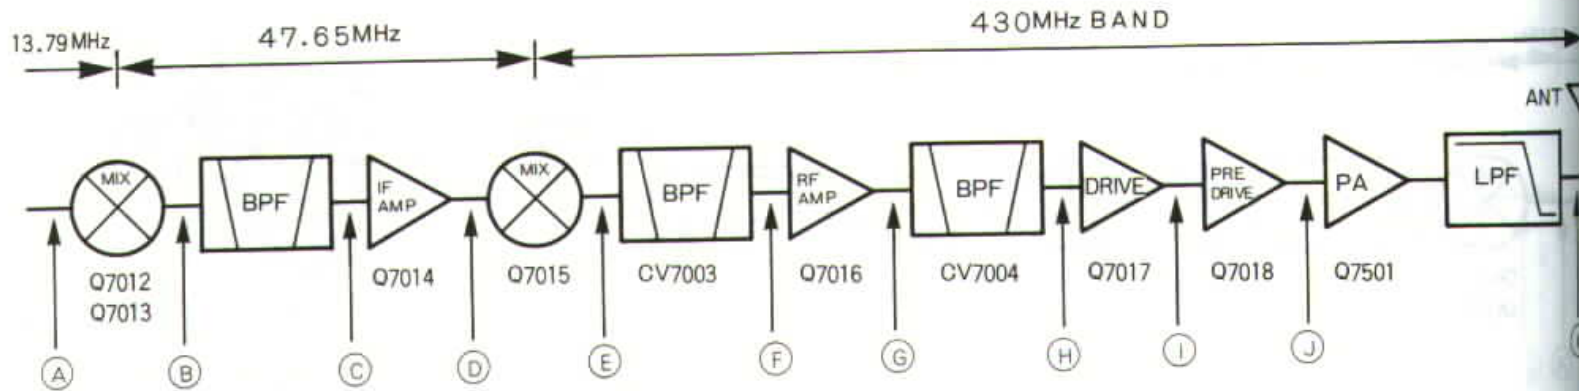 13.79MHz
47.65MHz
430MHz BAND
ANT
MIX
BPF
IF
AMP
MIX
BPF
RF
AMP
BPF
DRIVE
PRE
DRIVE
PA
LPF
Q7012
Q7013
Q7014
Q7015
CV7003
Q7016
CV7004
Q7017
Q7018
Q7501
A
B
C
D
E
F
G
H
I
J